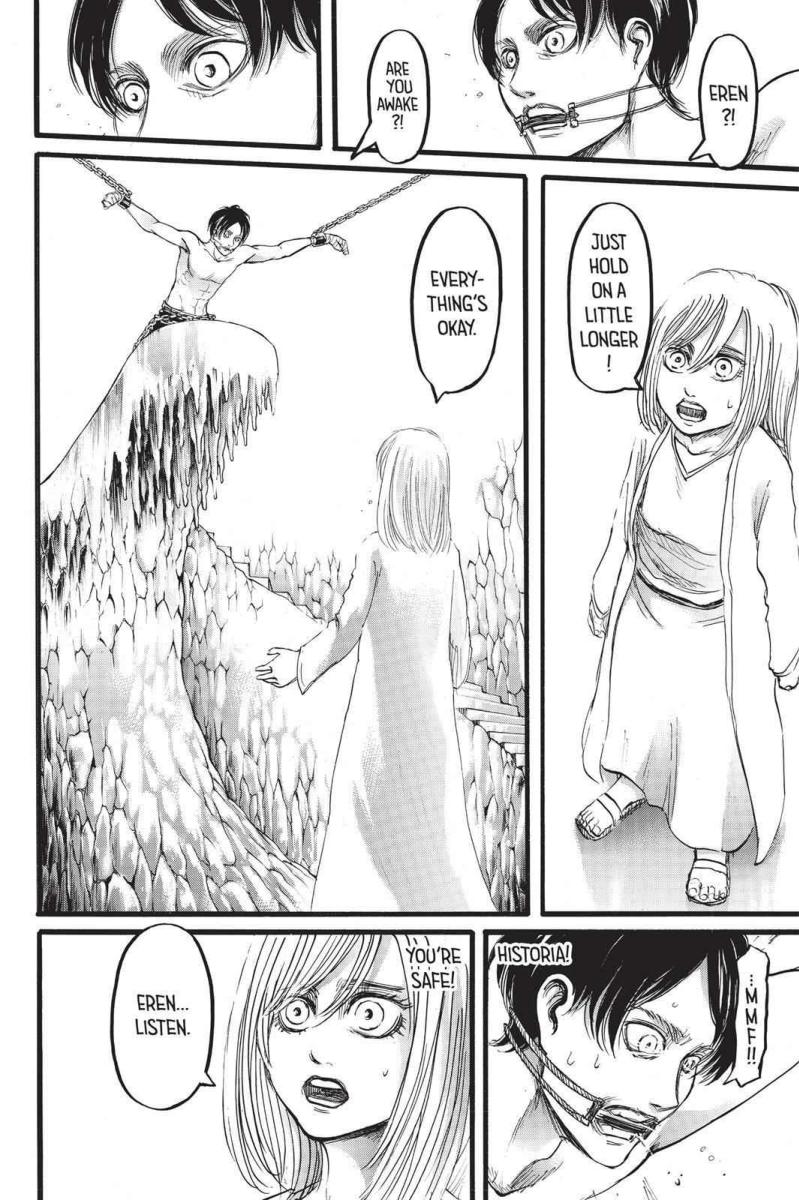 EREN
?!
ARE
YOU
AWAKE
?!
JUST
HOLD
ON A
LITTLE
LONGER
!
EVERY-
THING'S
OKAY.
...MMF!!
HISTORIA!
YOU'RE
SAFE!
EREN...
LISTEN.